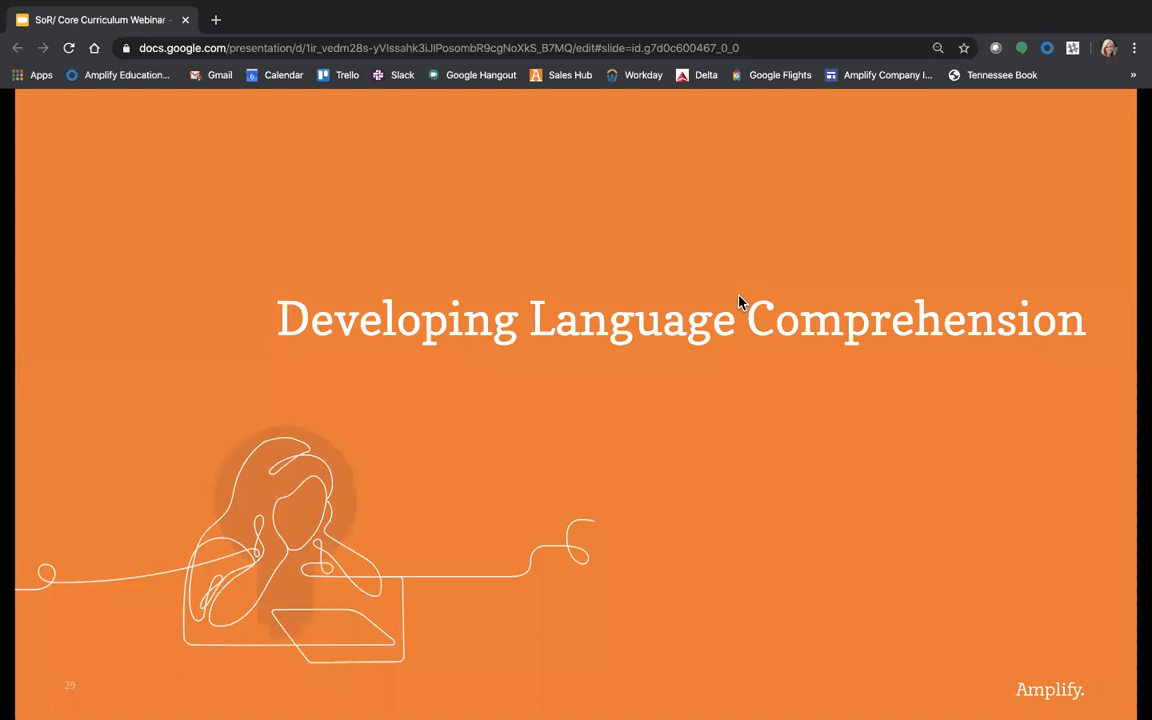 SoR/ Core Curriculum Webinar -
docs.google.com/presentation/d/1ir_vedm28s-yVIssahk3iJlPosombR9cgNoXkS_B7MQ/edit#slide=id.g7d0c600467_0_0
Apps Amplify Education... Gmail Calendar Trello Slack Google Hangout Sales Hub Workday Delta Google Flights Amplify Company I... Tennessee Book »
Developing Language Comprehension
29
Amplify.